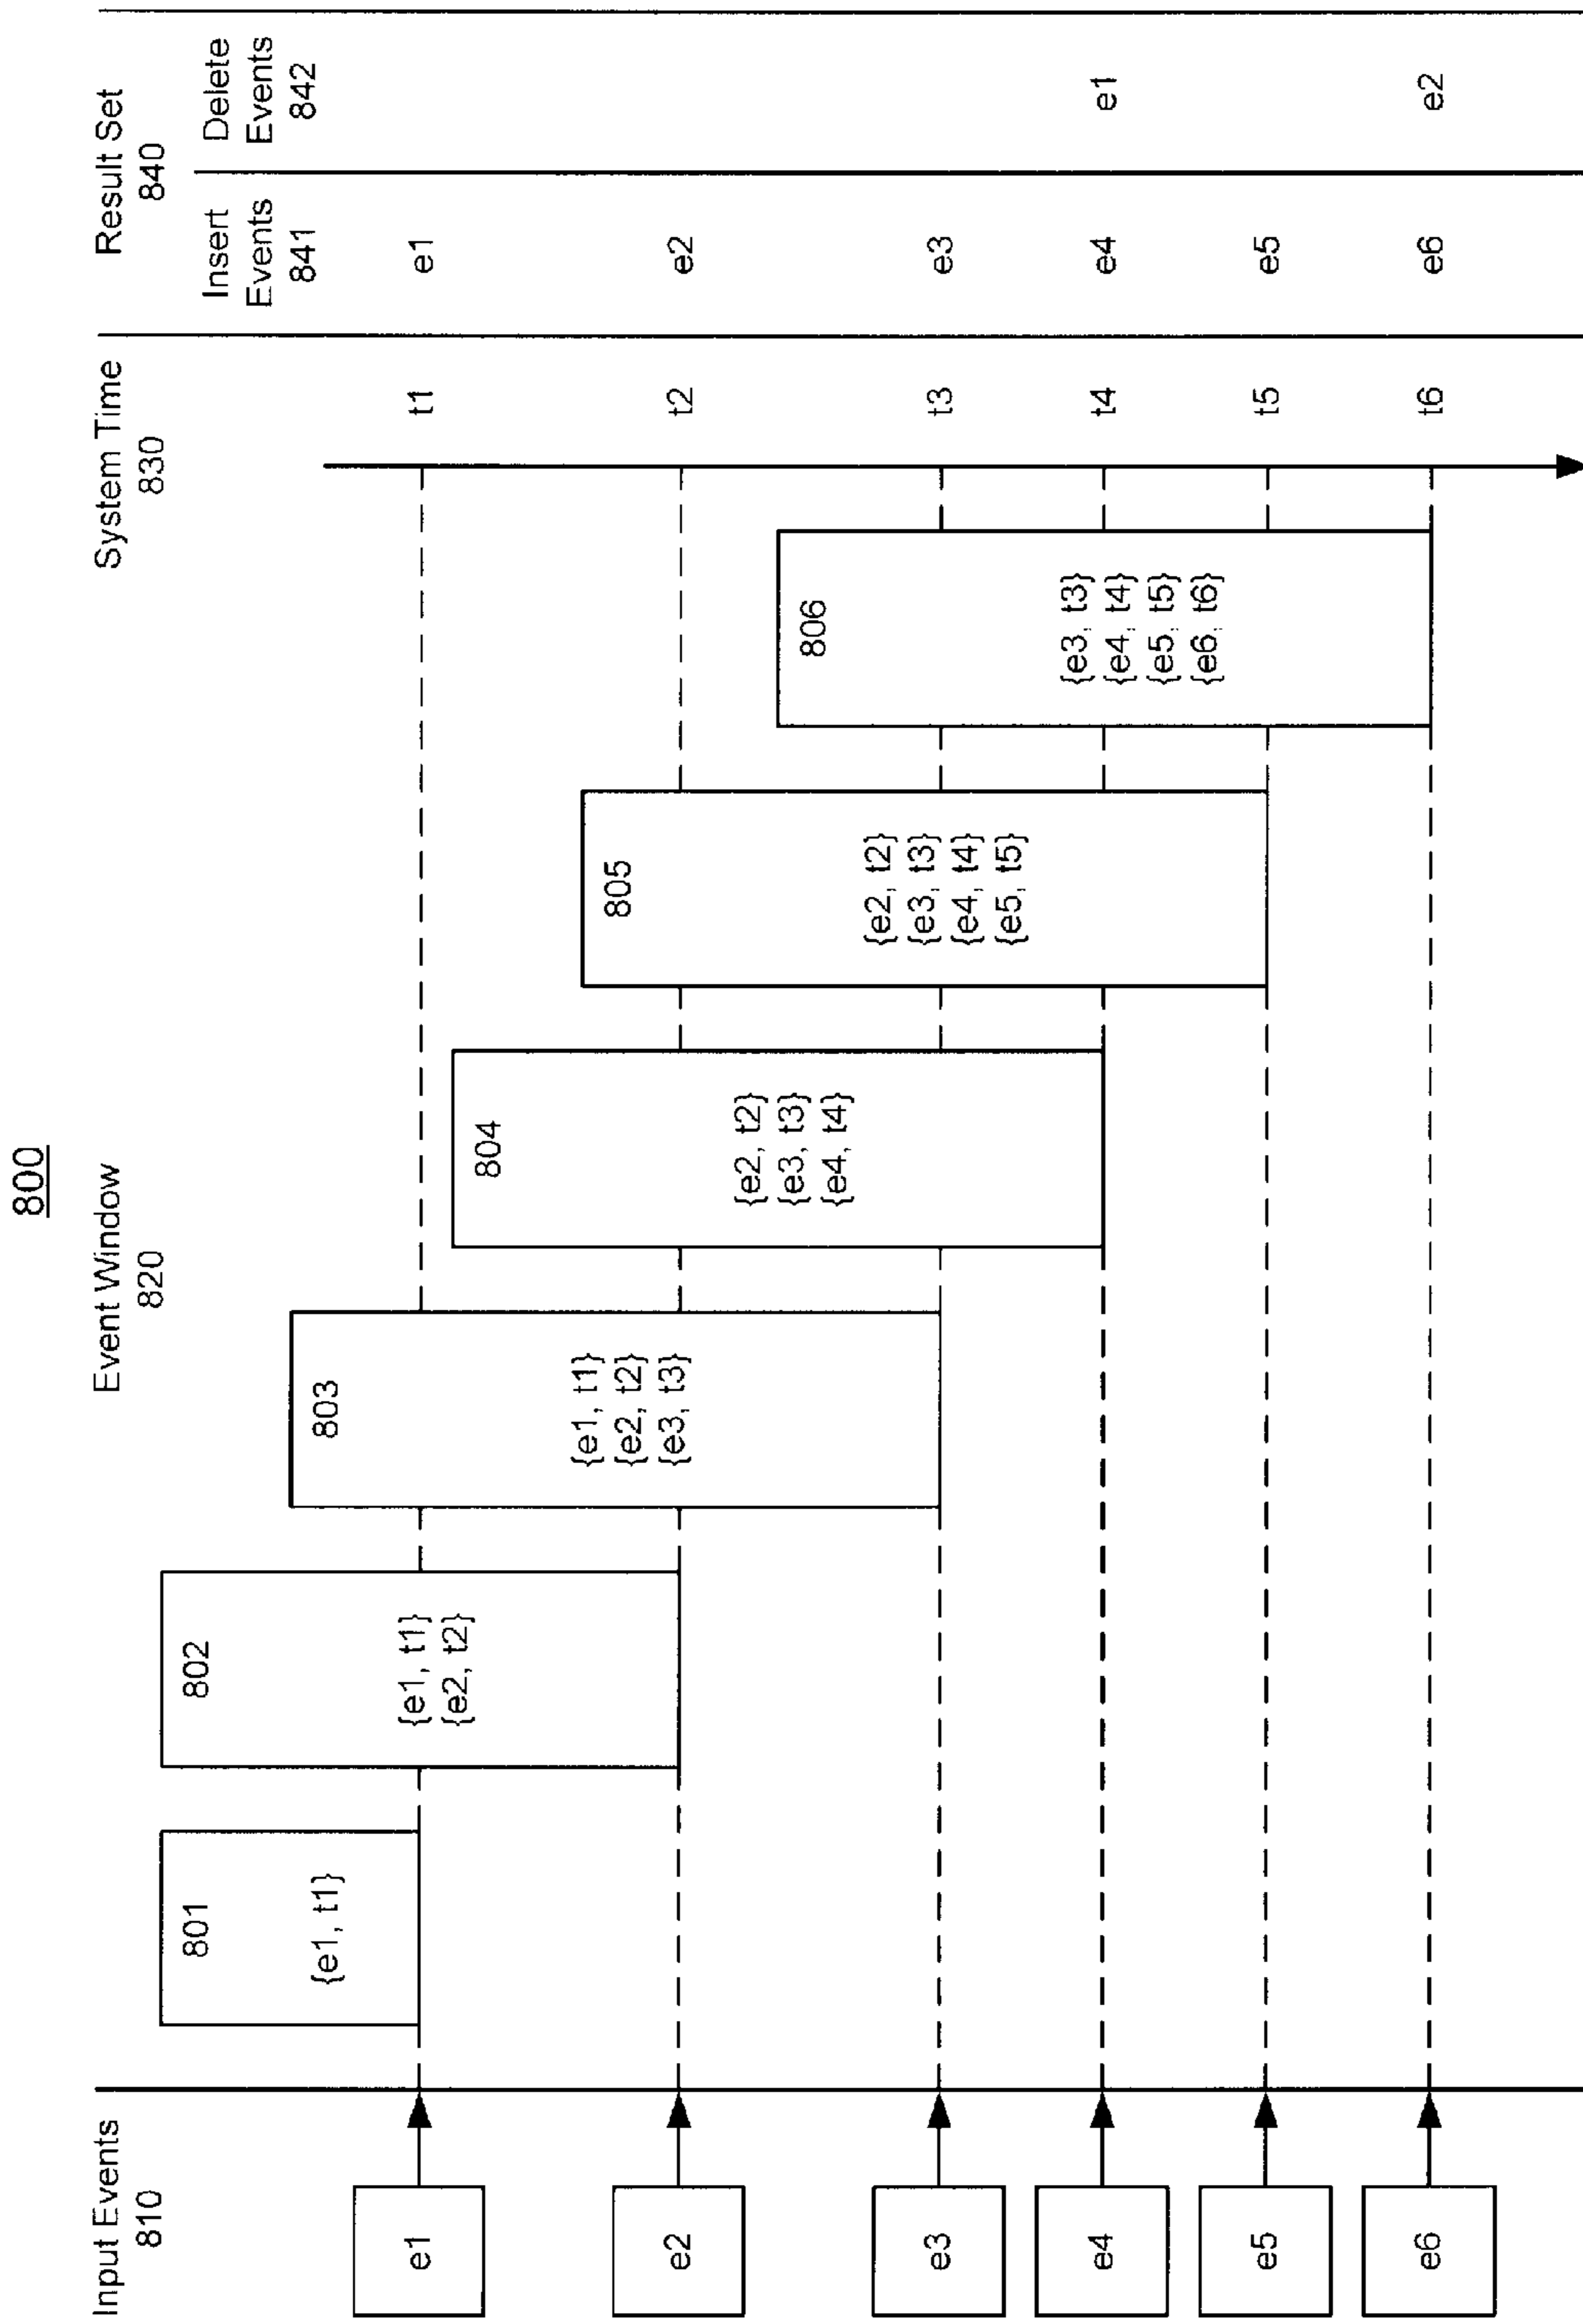 800
Input Events
810
Event Window
820
System Time
830
Result Set
840
Insert
Events
841
Delete
Events
842
801
{e1, t1}
802
{e1, t1}
{e2, t2}
803
{e1, t1}
{e2, t2}
{e3, t3}
804
{e2, t2}
{e3, t3}
{e4, t4}
805
{e2, t2}
{e3, t3}
{e4, t4}
{e5, t5}
806
{e3, t3}
{e4, t4}
{e5, t5}
{e6, t6}
e1
t1
e1
e2
t2
e2
e3
t3
e3
e4
t4
e4
e1
e5
t5
e5
e6
t6
e6
e2